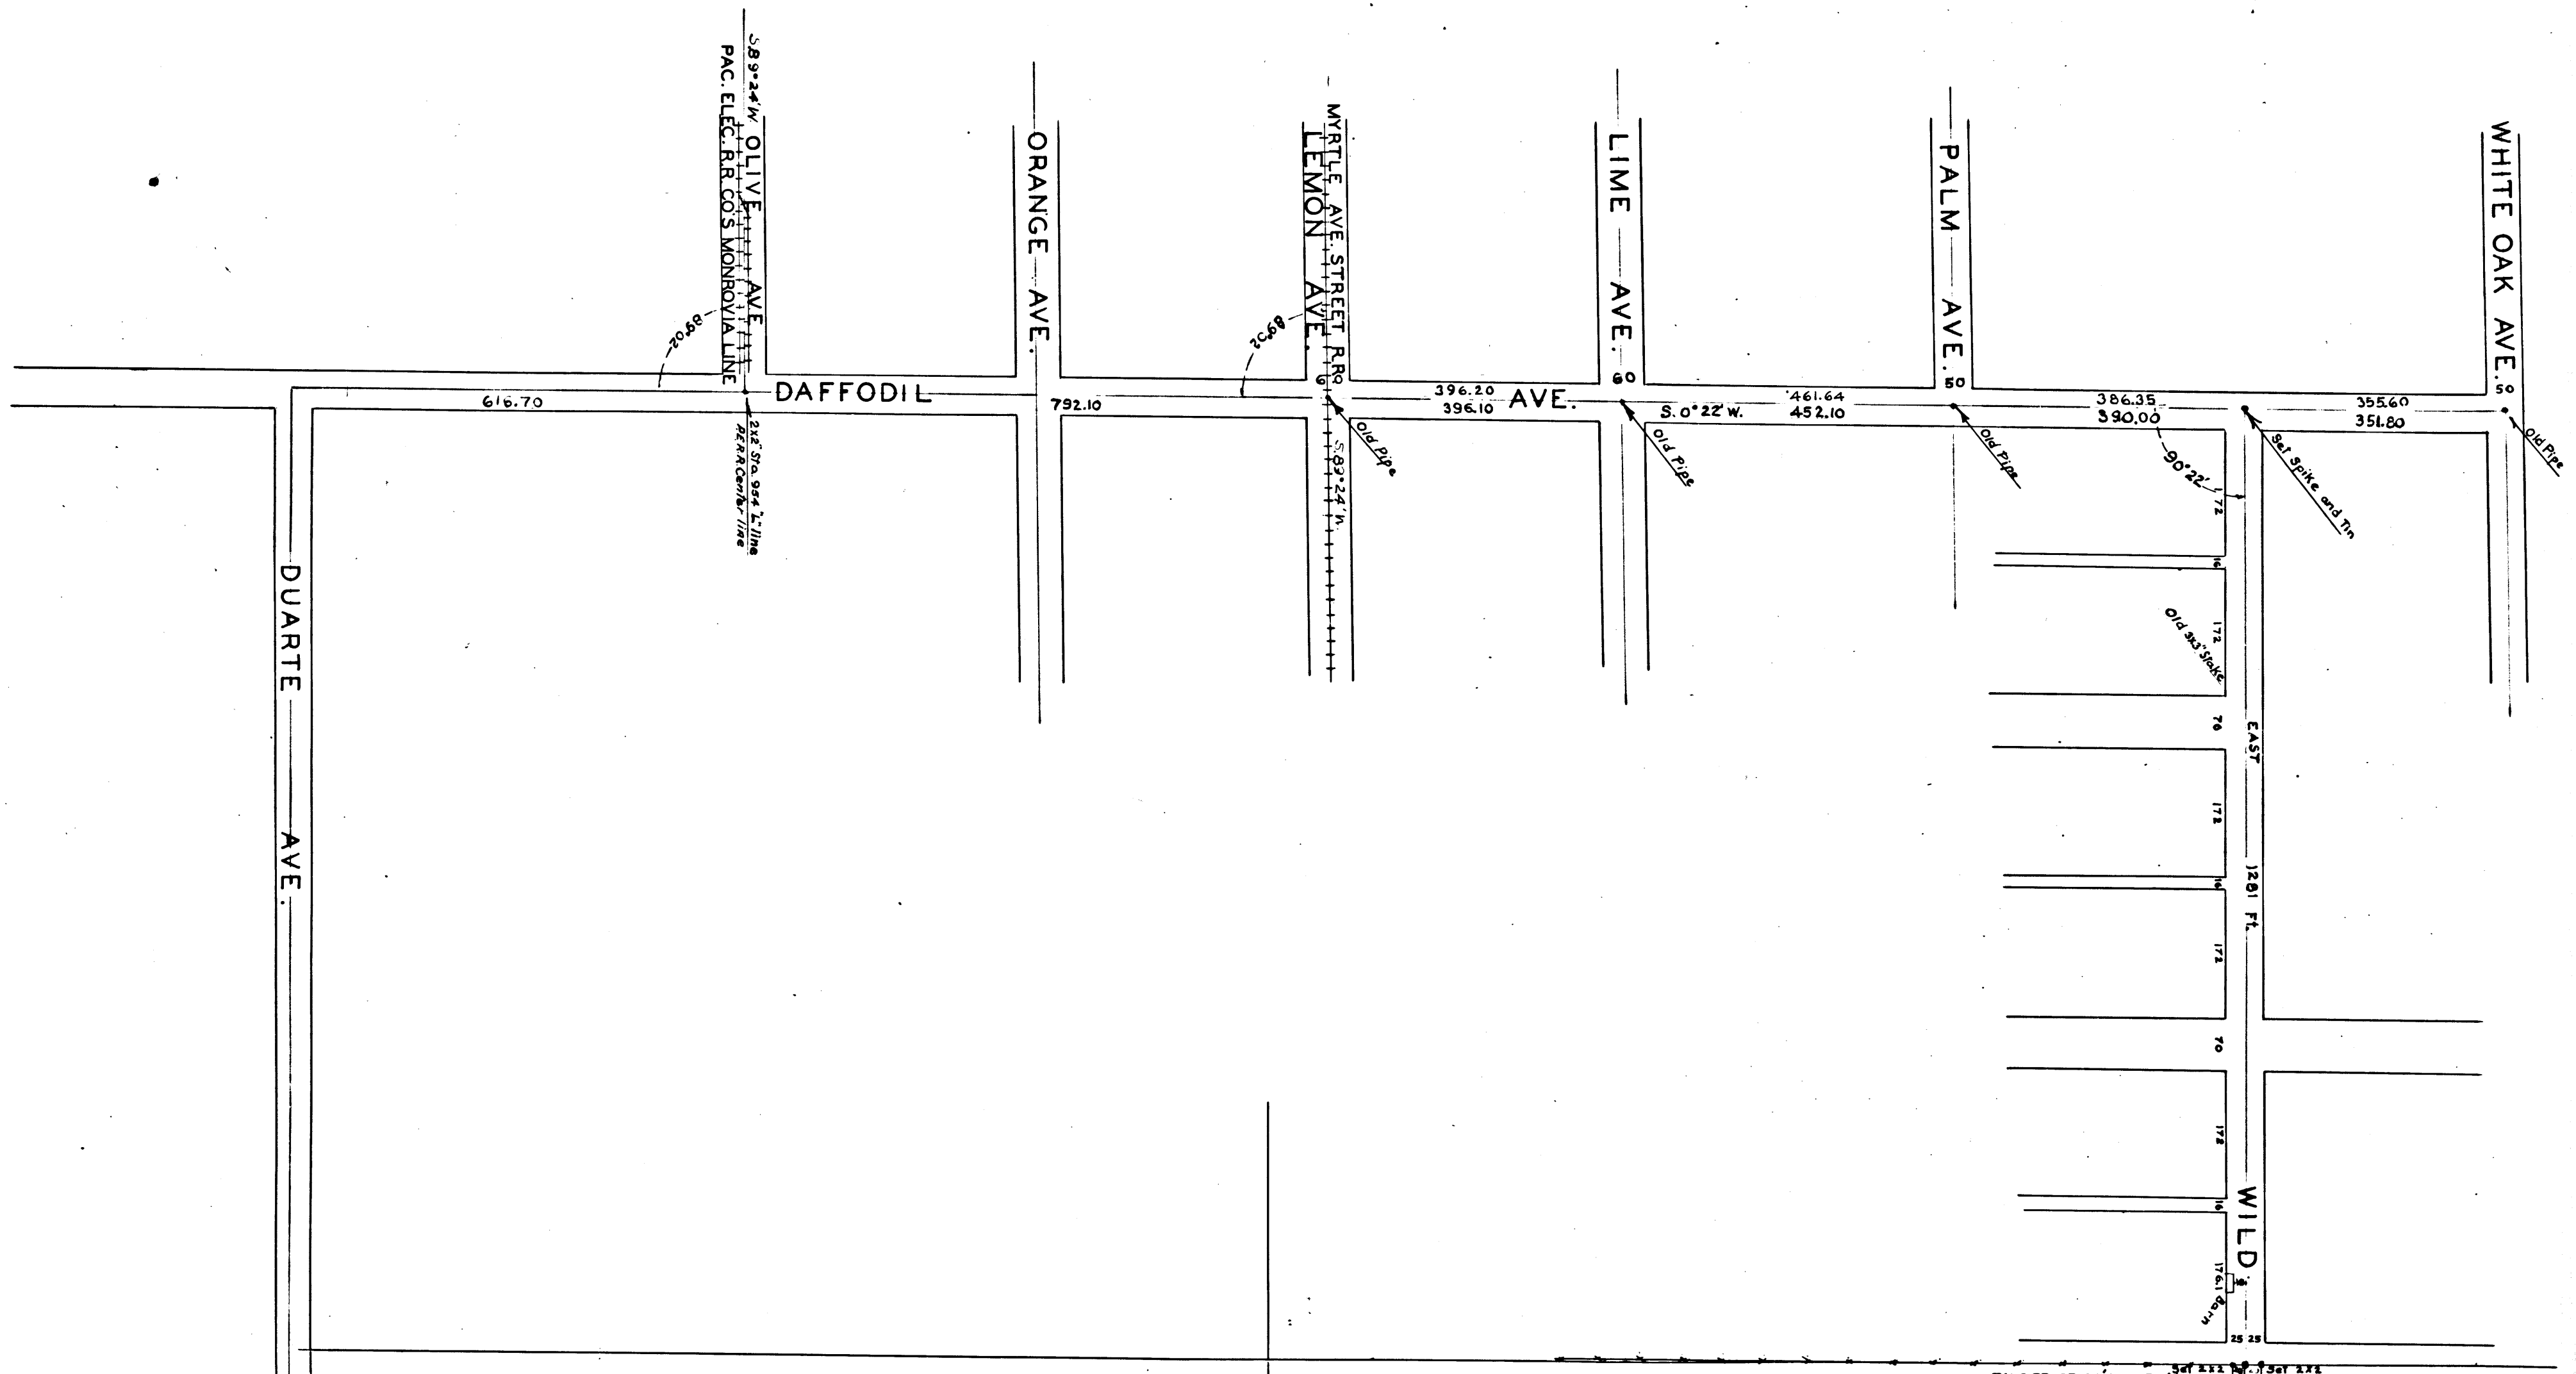 S.89°24'W.
OLIVE AVE
PAC. ELEC. R.R. CO'S MONROVIA LINE
ORANGE AVE.
MYRTLE AVE. STREET R.R.
LEMON AVE.
LIME AVE.
PALM AVE.
WHITE OAK AVE.
60
50
50
DAFFODIL AVE.
616.70
792.10
396.20
396.10
S. 0°22'W.
461.64
452.10
386.35
390.00
355.60
351.80
2x2" Sta. 954 "L" line
P.E.R.R. Center line
Old Pipe
S.89°24'W.
Old Pipe
Old Pipe
90°22'
Set Spike and Tin
Old Pipe
DUARTE AVE.
172
16
172
Old 3x3" Stake
70
EAST 1281 Ft.
172
16
172
70
172
16
WILD
176.1
Barn
25 25
Set 2x2
Set 2x2